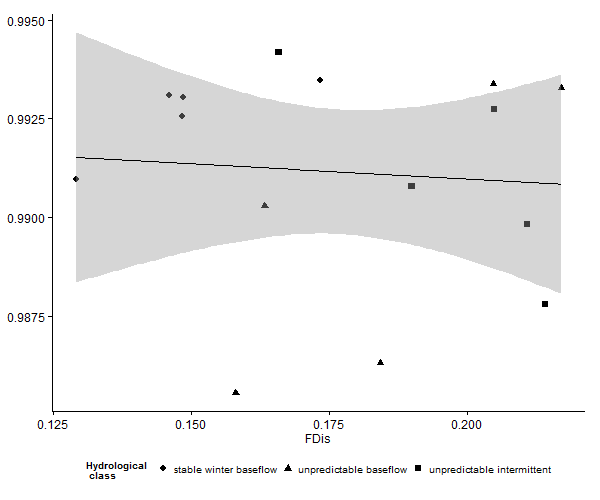 0.9950
0.9925
0.9900
0.9875
0.125 0.150 0.175 0.200
FDis
Hydrological
class
stable winter baseflow unpredictable baseflow unpredictable intermittent